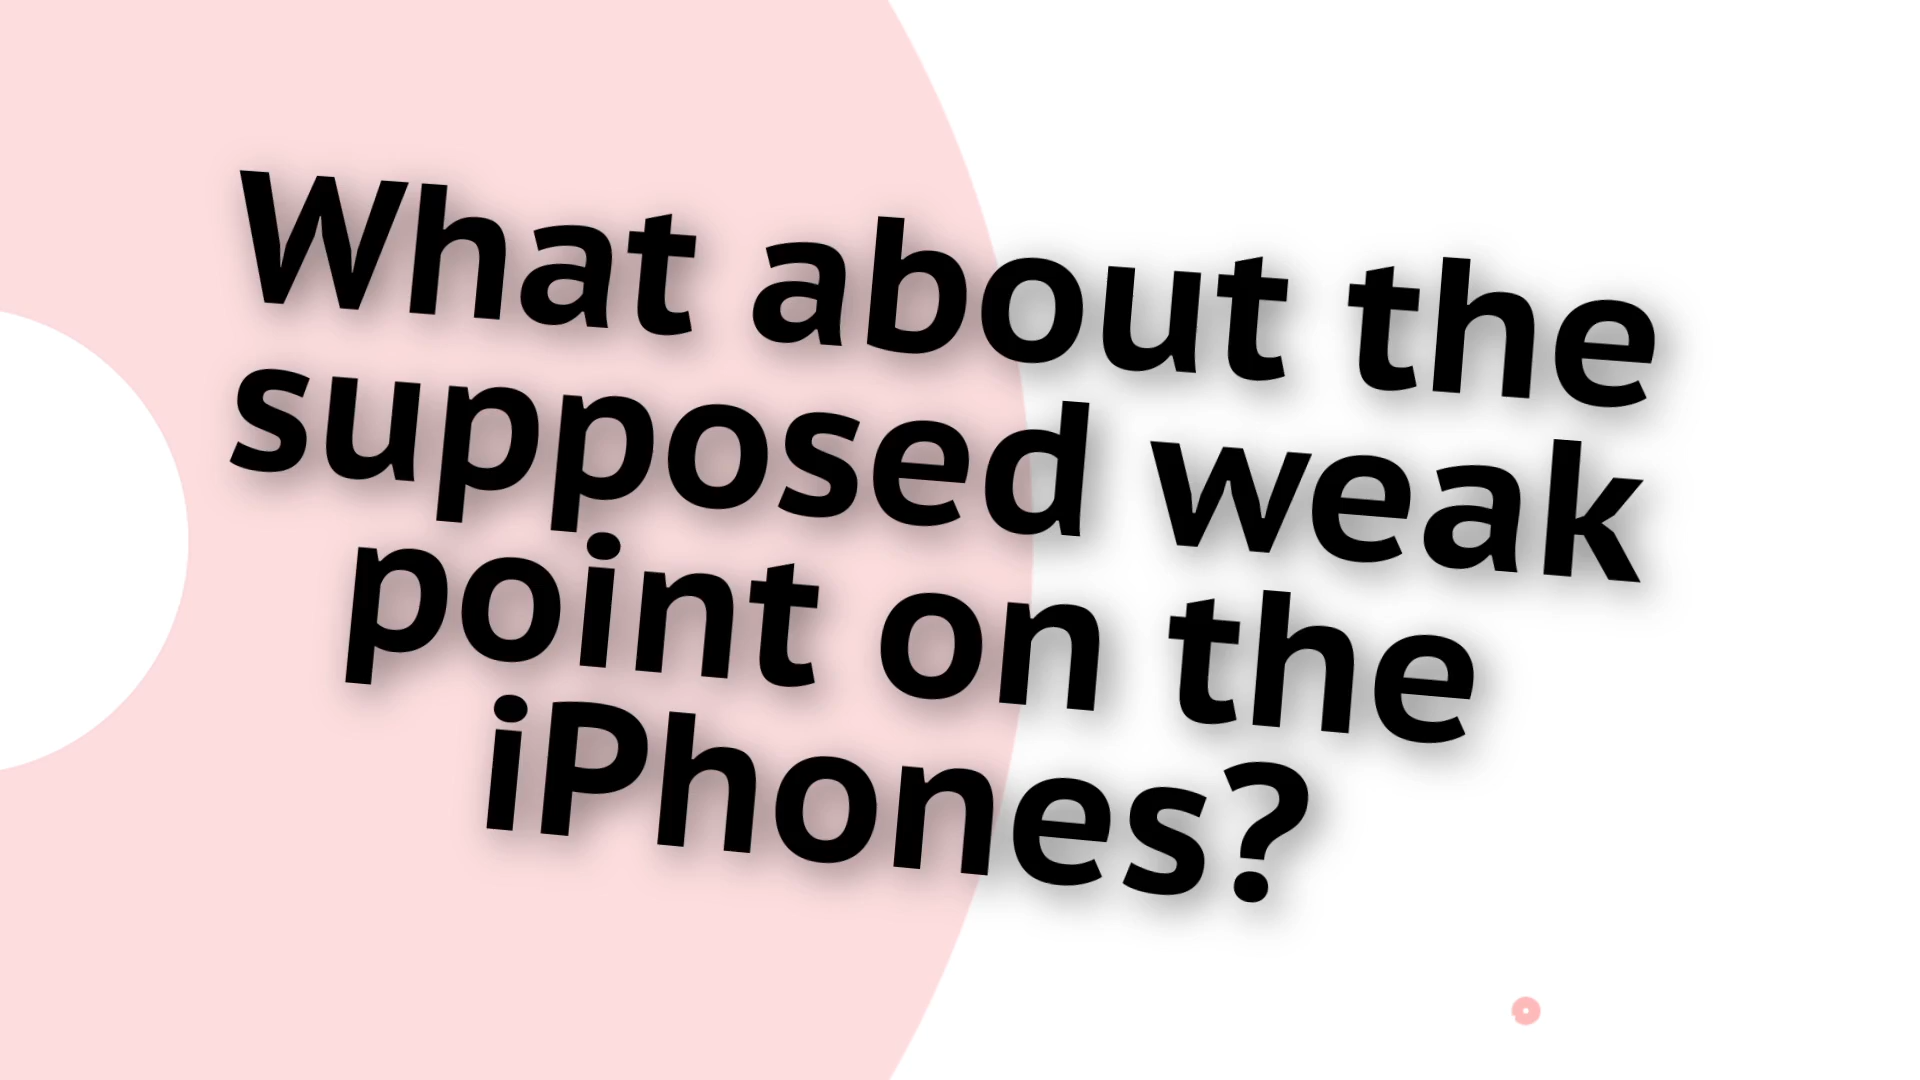 What about the
supposed weak
point on the
iPhones?